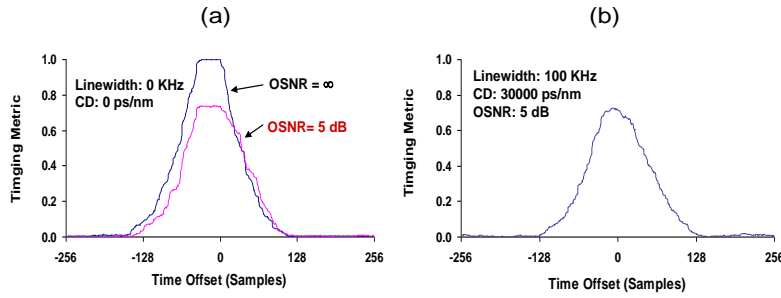 (a)
(b)
Timging Metric
1.0
0.8
0.6
0.4
0.2
0.0
Linewidth: 0 KHz
CD: 0 ps/nm
OSNR = ∞
OSNR= 5 dB
-256
-128
0
128
256
Time Offset (Samples)
Timging Metric
1.0
0.8
0.6
0.4
0.2
0.0
Linewidth: 100 KHz
CD: 30000 ps/nm
OSNR: 5 dB
-256
-128
0
128
256
Time Offset (Samples)